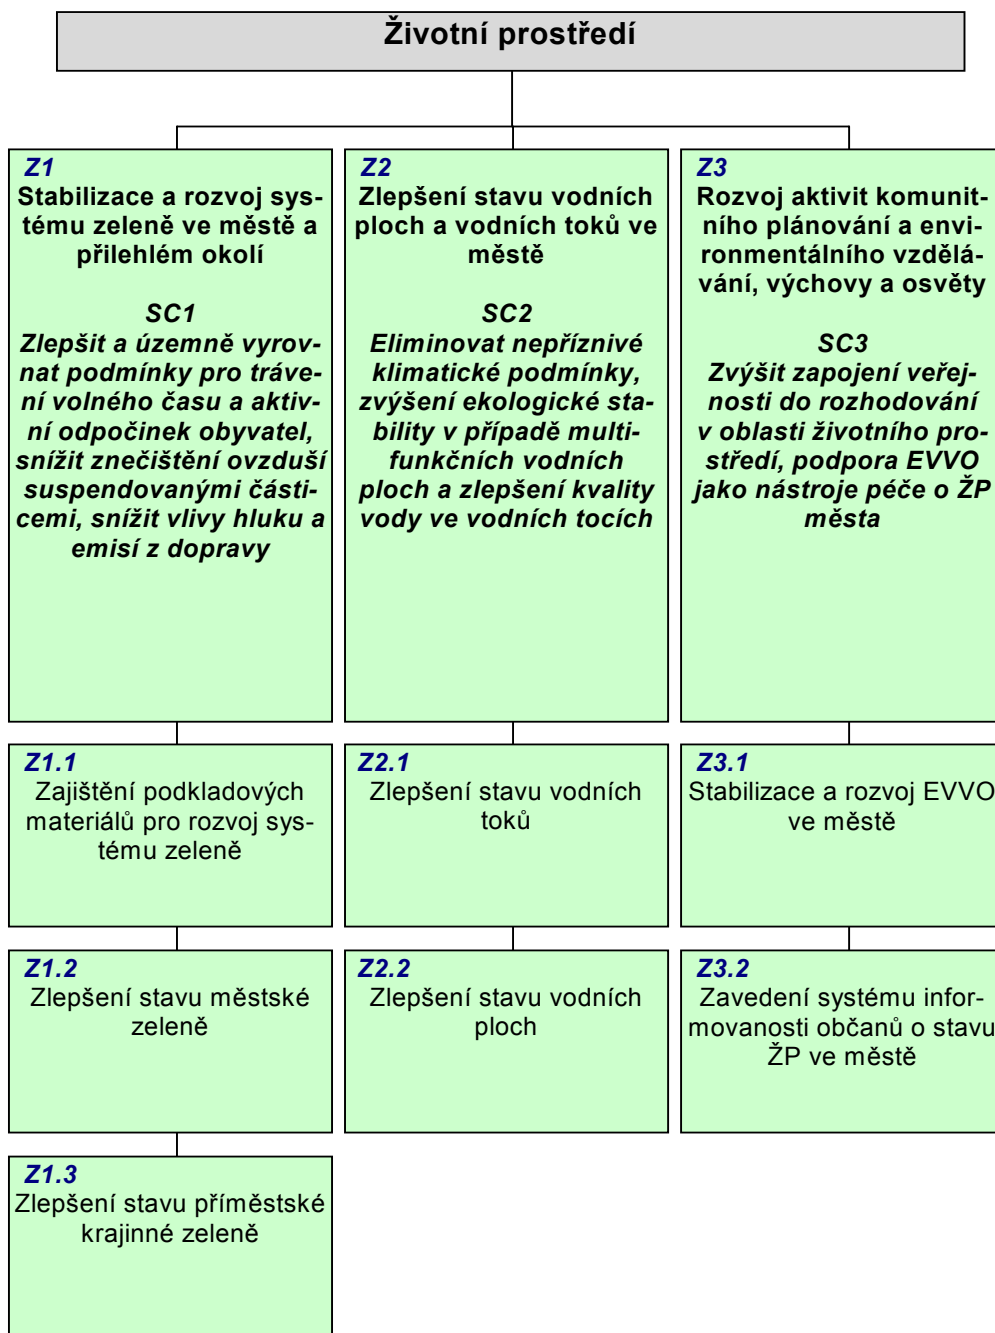 Životní prostředí
Z1
Stabilizace a rozvoj sys-
tému zeleně ve městě a
přilehlém okolí
SC1
Zlepšit a územně vyrov-
nat podmínky pro tráve-
ní volného času a aktiv-
ní odpočinek obyvatel,
snížit znečištění ovzduší
suspendovanými části-
cemi, snížit vlivy hluku a
emisí z dopravy
Z2
Zlepšení stavu vodních
ploch a vodních toků ve
městě
SC2
Eliminovat nepříznivé
klimatické podmínky,
zvýšení ekologické sta-
bility v případě multi-
funkčních vodních
ploch a zlepšení kvality
vody ve vodních tocích
Z3
Rozvoj aktivit komunit-
ního plánování a envi-
ronmentálního vzdělá-
vání, výchovy a osvěty
SC3
Zvýšit zapojení veřej-
nosti do rozhodování
v oblasti životního pro-
středí, podpora EVVO
jako nástroje péče o ŽP
města
Z1.1
Zajištění podkladových
materiálů pro rozvoj sys-
tému zeleně
Z2.1
Zlepšení stavu vodních
toků
Z3.1
Stabilizace a rozvoj EVVO
ve městě
Z1.2
Zlepšení stavu městské
zeleně
Z2.2
Zlepšení stavu vodních
ploch
Z3.2
Zavedení systému infor-
movanosti občanů o stavu
ŽP ve městě
Z1.3
Zlepšení stavu příměstské
krajinné zeleně